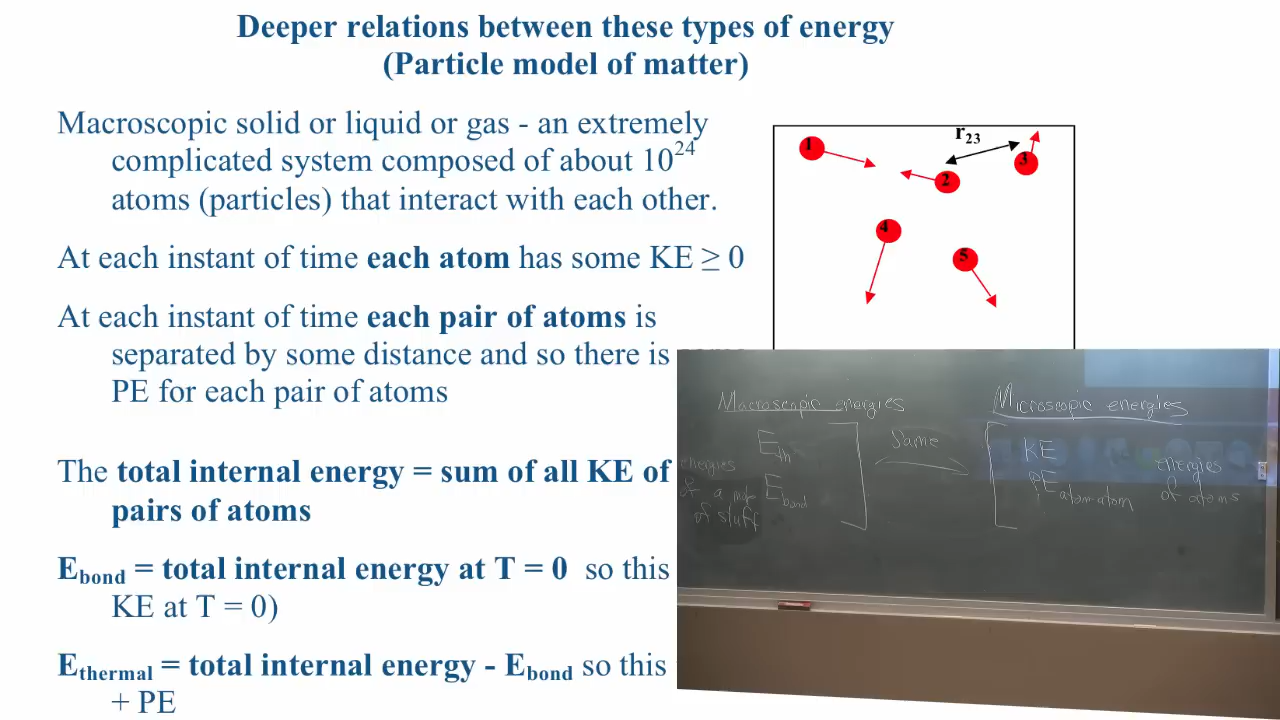 Deeper relations between these types of energy
(Particle model of matter)
Macroscopic solid or liquid or gas - an extremely
complicated system composed of about 10^24
atoms (particles) that interact with each other.
At each instant of time each atom has some KE ≥ 0
At each instant of time each pair of atoms is
separated by some distance and so there is
PE for each pair of atoms
The total internal energy = sum of all KE of
pairs of atoms
E_bond = total internal energy at T = 0 so this
KE at T = 0)
E_thermal = total internal energy - E_bond so this
+ PE
r_23
1
2
3
4
5
Macroscopic energies
E_th
energies
of a
of stuff
E_bond
Same
Microscopic energies
KE
PE_atom-atom
energies
of atoms